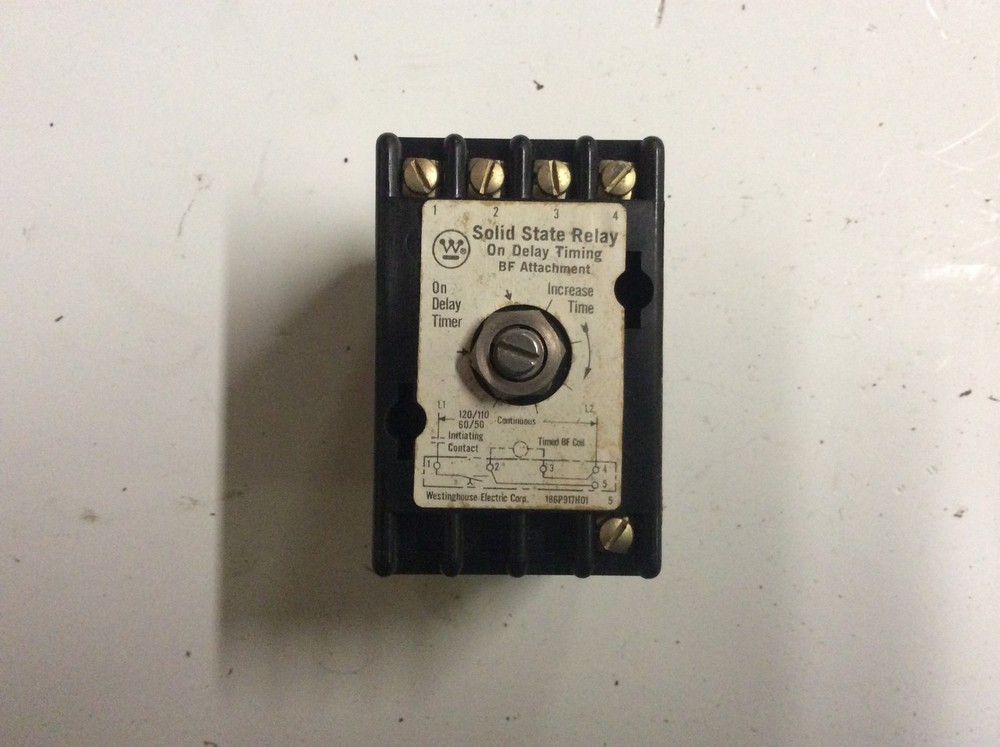 1 2 3 4
W
Solid State Relay
On Delay Timing
BF Attachment
On
Delay
Timer
Increase
Time
L1 L2
120/110
60/50
Continuous
Initiating
Contact
Timed BF Coil
1 2 3 4
5
Westinghouse Electric Corp. 186P917H01 5